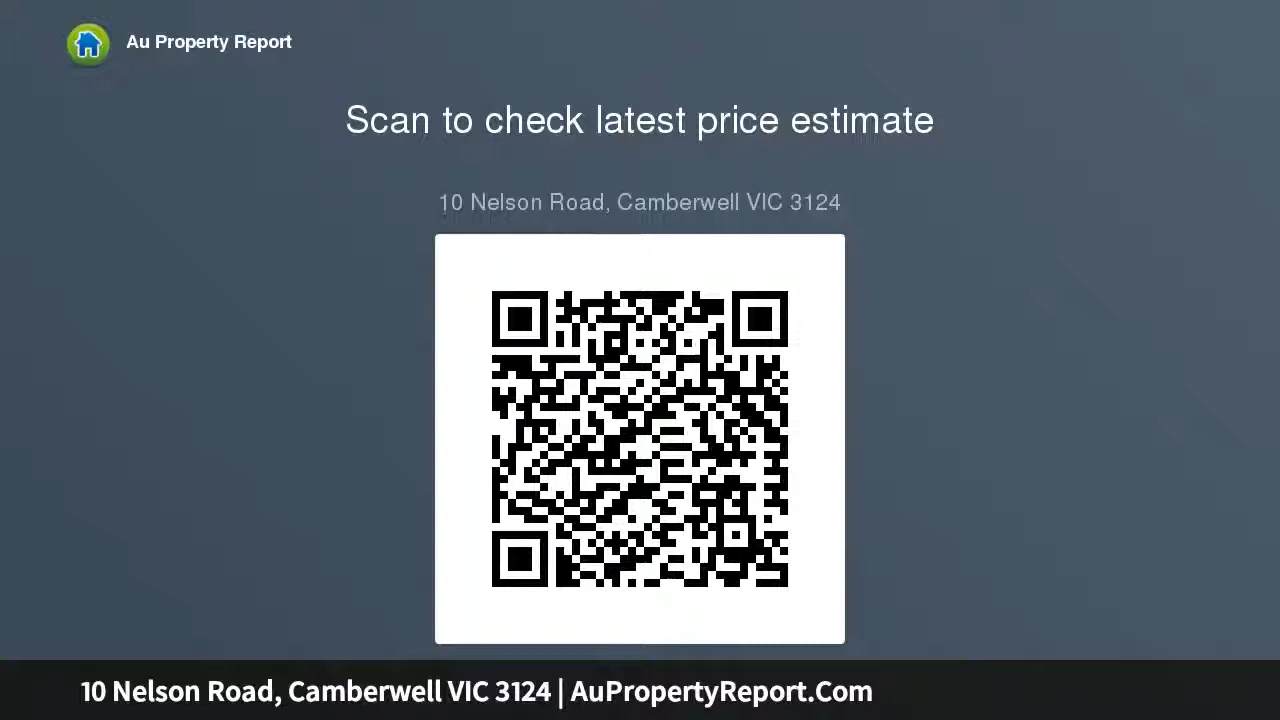 Au Property Report
Scan to check latest price estimate
10 Nelson Road, Camberwell VIC 3124
10 Nelson Road, Camberwell VIC 3124 | AuPropertyReport.Com